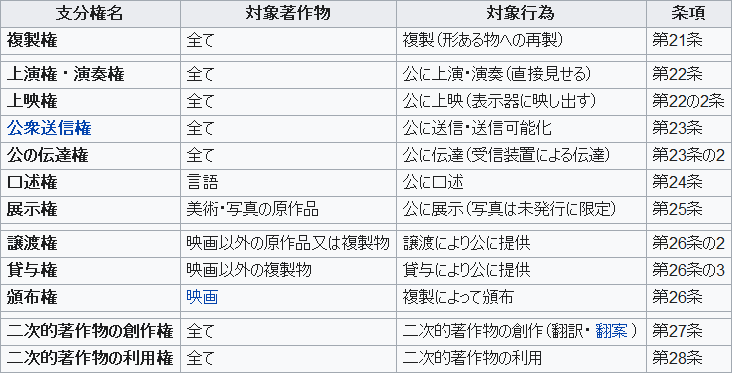 支分権名 対象著作物 対象行為 条項
複製権 全て 複製（形ある物への再製） 第21条
上演権・演奏権 全て 公に上演・演奏（直接見せる） 第22条
上映権 全て 公に上映（表示器に映し出す） 第22の2条
公衆送信権 全て 公に送信・送信可能化 第23条
公の伝達権 全て 公に伝達（受信装置による伝達） 第23条の2
口述権 言語 公に口述 第24条
展示権 美術・写真の原作品 公に展示（写真は未発行に限定） 第25条
譲渡権 映画以外の原作品又は複製物 譲渡により公に提供 第26条の2
貸与権 映画以外の複製物 貸与により公に提供 第26条の3
頒布権 映画 複製によって頒布 第26条
二次的著作物の創作権 全て 二次的著作物の創作（翻訳・翻案） 第27条
二次的著作物の利用権 全て 二次的著作物の利用 第28条